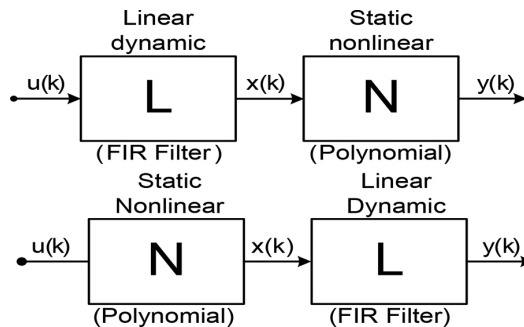 Linear
dynamic
Static
nonlinear
u(k)
L
x(k)
N
y(k)
(FIR Filter)
(Polynomial)
Static
Nonlinear
Linear
Dynamic
u(k)
N
x(k)
L
y(k)
(Polynomial)
(FIR Filter)